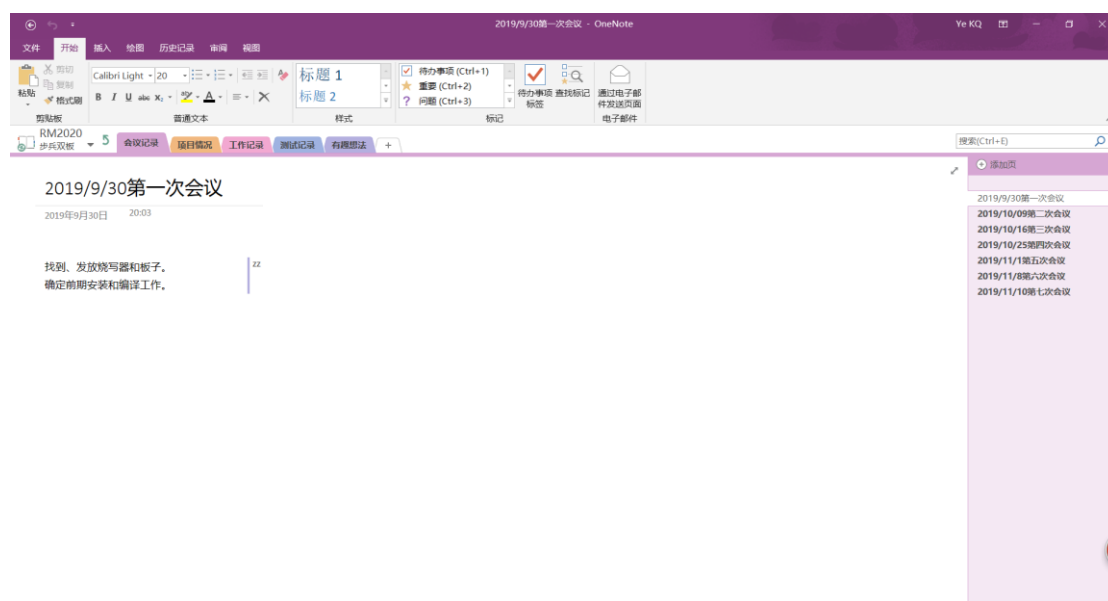 2019/9/30第一次会议 - OneNote
Ye KQ
文件 开始 插入 绘图 历史记录 审阅 视图
粘贴
剪切
复制
格式刷
剪贴板
Calibri Light 20
B I U abc X₂ A
普通文本
标题 1
标题 2
样式
待办事项 (Ctrl+1)
重要 (Ctrl+2)
问题 (Ctrl+3)
待办事项 标签
查找标记
标记
通过电子邮件发送页面
电子邮件
RM2020
步兵双板
5
会议记录 项目情况 工作记录 测试记录 有趣想法 +
搜索(Ctrl+E)
2019/9/30第一次会议
2019年9月30日 20:03
找到、发放烧写器和板子。 ZZ
确定前期安装和编译工作。
添加页
2019/9/30第一次会议
2019/10/09第二次会议
2019/10/16第三次会议
2019/10/25第四次会议
2019/11/1第五次会议
2019/11/8第六次会议
2019/11/10第七次会议